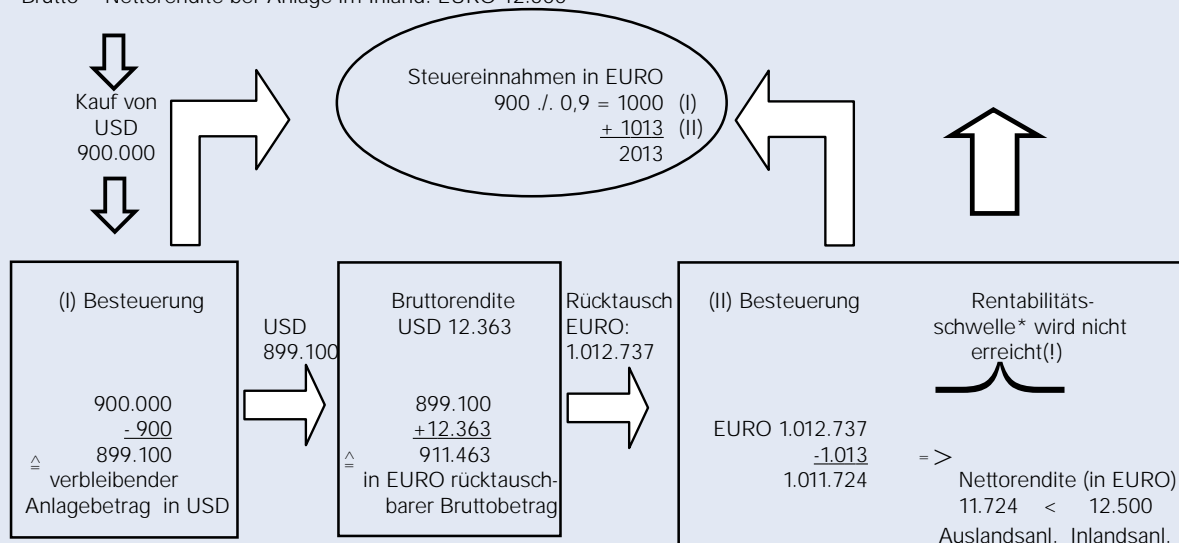 Brutto = Nettorendite bei Anlage im Inland: EURO 12.500
Kauf von
USD
900.000
Steuereinnahmen in EURO
900 ./. 0,9 = 1000 (I)
+ 1013 (II)
2013
(I) Besteuerung
900.000
- 900
≙ 899.100
verbleibender
Anlagebetrag in USD
USD
899.100
Bruttorendite
USD 12.363
899.100
+12.363
≙ 911.463
in EURO rücktausch-
barer Bruttobetrag
Rücktausch
EURO:
1.012.737
(II) Besteuerung
EURO 1.012.737
-1.013
1.011.724
Rentabilitäts-
schwelle* wird nicht
erreicht(!)
=>
Nettorendite (in EURO)
11.724 < 12.500
Auslandsanl. Inlandsanl.